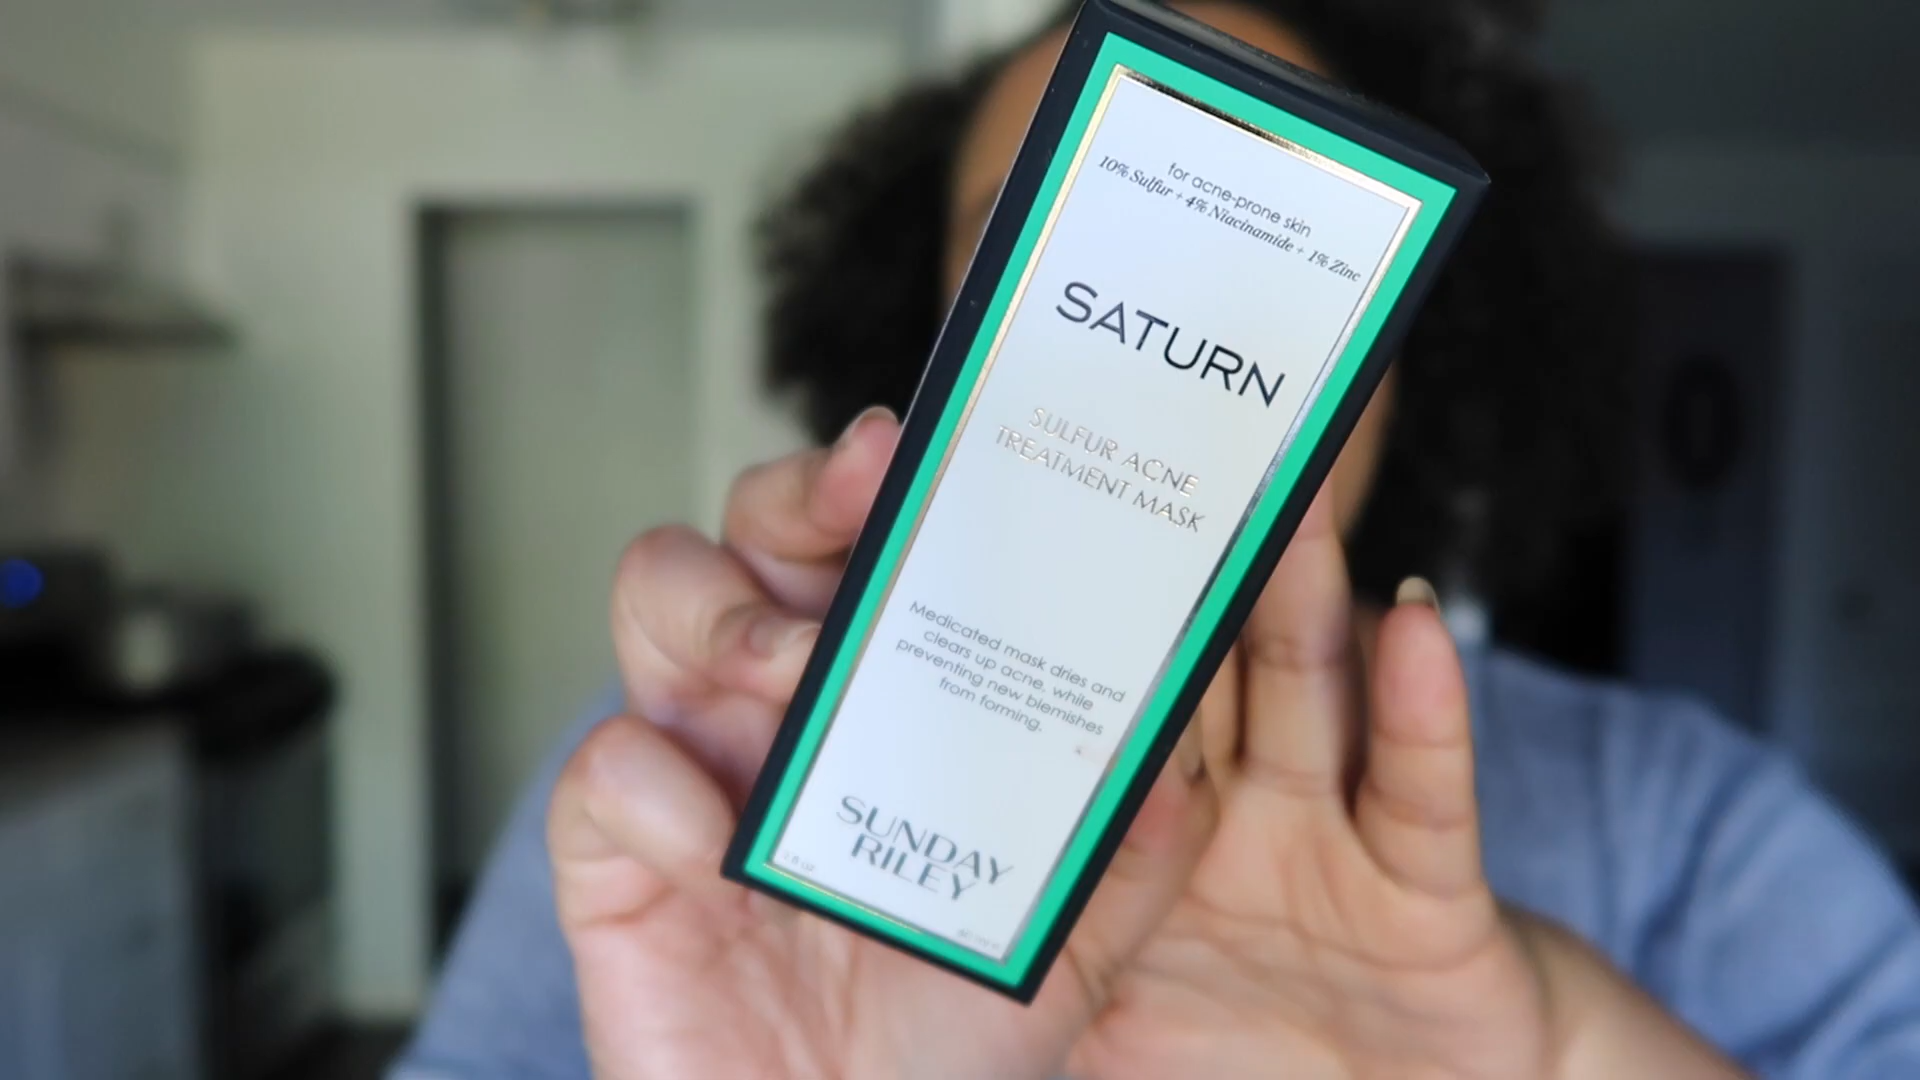 for acne-prone skin
10% Sulfur + 4% Niacinamide + 1% Zinc
SATURN
SULFUR ACNE
TREATMENT MASK
Medicated mask dries and
clears up acne, while
preventing new blemishes
from forming.
SUNDAY
RILEY